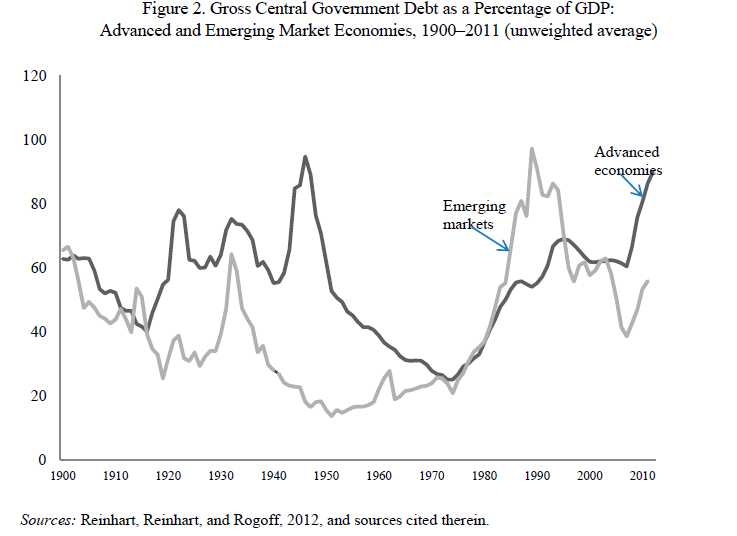 Figure 2. Gross Central Government Debt as a Percentage of GDP:
Advanced and Emerging Market Economies, 1900–2011 (unweighted average)
120
100
80
60
40
20
0
Advanced
economies
Emerging
markets
1900 1910 1920 1930 1940 1950 1960 1970 1980 1990 2000 2010
Sources: Reinhart, Reinhart, and Rogoff, 2012, and sources cited therein.